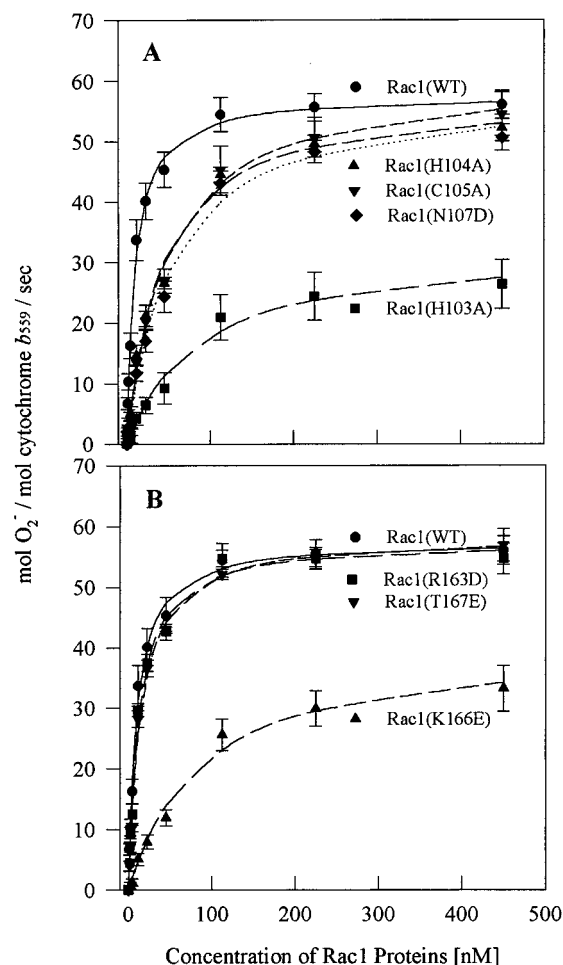 70
60
50
40
30
20
10
0
A
Rac1(WT)
Rac1(H104A)
Rac1(C105A)
Rac1(N107D)
Rac1(H103A)
mol O₂⁻ / mol cytochrome b559 / sec
70
60
50
40
30
20
10
0
B
Rac1(WT)
Rac1(R163D)
Rac1(T167E)
Rac1(K166E)
0 100 200 300 400 500
Concentration of Rac1 Proteins [nM]